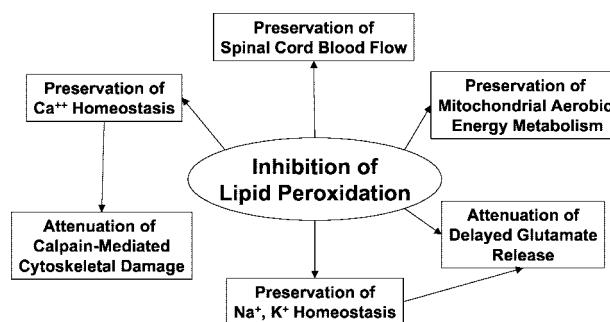 Preservation of
Spinal Cord Blood Flow
Preservation of
Ca⁺⁺ Homeostasis
Preservation of
Mitochondrial Aerobic
Energy Metabolism
Inhibition of
Lipid Peroxidation
Attenuation of
Calpain-Mediated
Cytoskeletal Damage
Attenuation of
Delayed Glutamate
Release
Preservation of
Na⁺, K⁺ Homeostasis